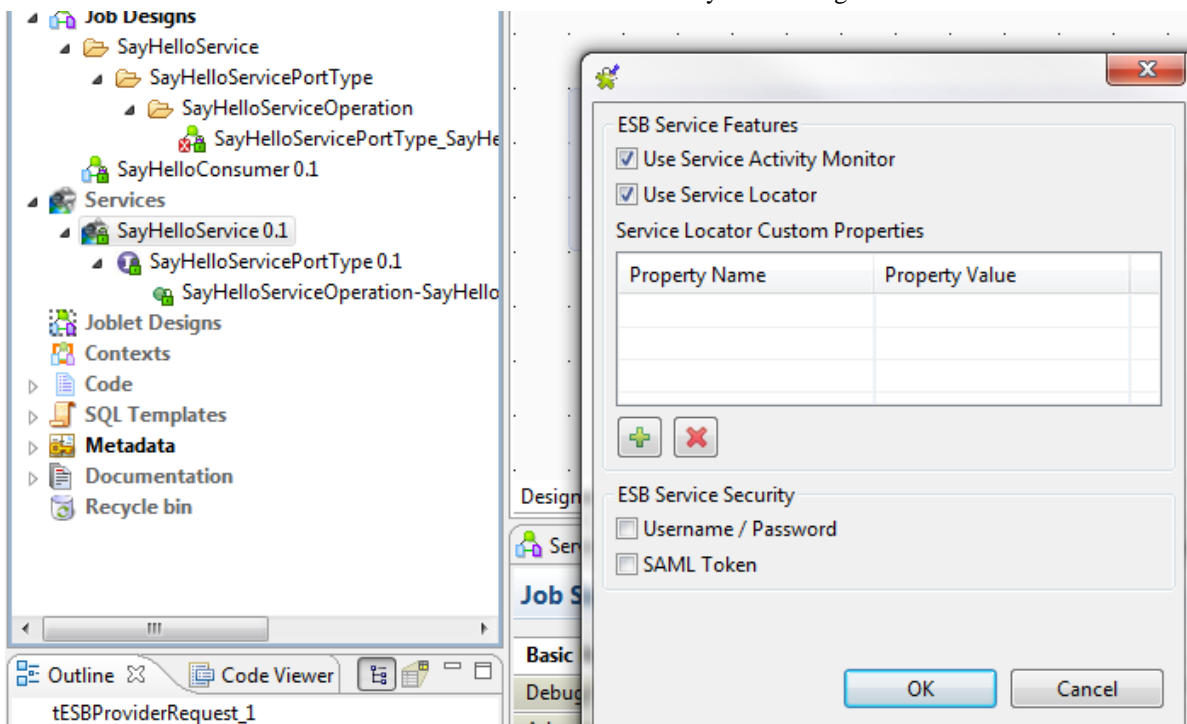 Job Designs
SayHelloService
SayHelloServicePortType
SayHelloServiceOperation
SayHelloServicePortType_SayHe
SayHelloConsumer 0.1
Services
SayHelloService 0.1
SayHelloServicePortType 0.1
SayHelloServiceOperation-SayHello
Joblet Designs
Contexts
Code
SQL Templates
Metadata
Documentation
Recycle bin
Outline
Code Viewer
tESBProviderRequest_1
Design
Ser
Job S
Basic
Debug
ESB Service Features
Use Service Activity Monitor
Use Service Locator
Service Locator Custom Properties
Property Name Property Value
ESB Service Security
Username / Password
SAML Token
OK Cancel